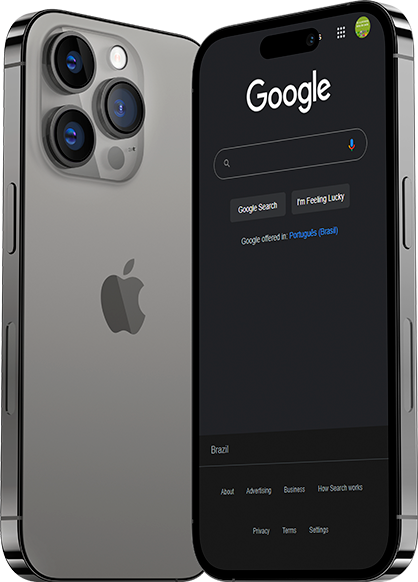 Google
Google Search
I'm Feeling Lucky
Google offered in: Português (Brasil)
Brazil
About Advertising Business How Search works
Privacy Terms Settings